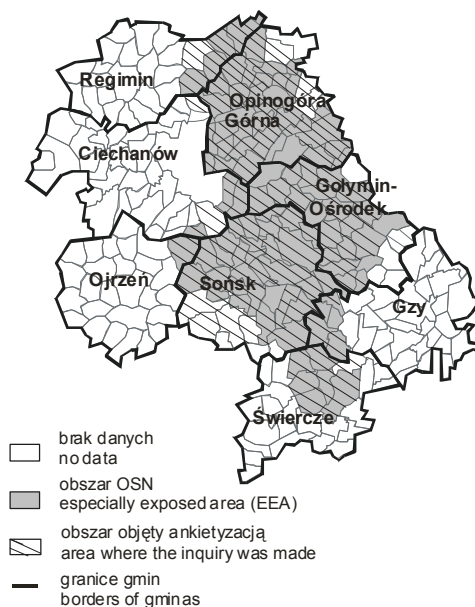 Regimin
Opinogóra
Górna
Ciechanów
Gołymin-
Ośrodek
Ojrzeń
Sońsk
Gzy
Świercze
brak danych
no data
obszar OSN
especially exposed area (EEA)
obszar objęty ankietyzacją
area where the inquiry was made
granice gmin
borders of gminas